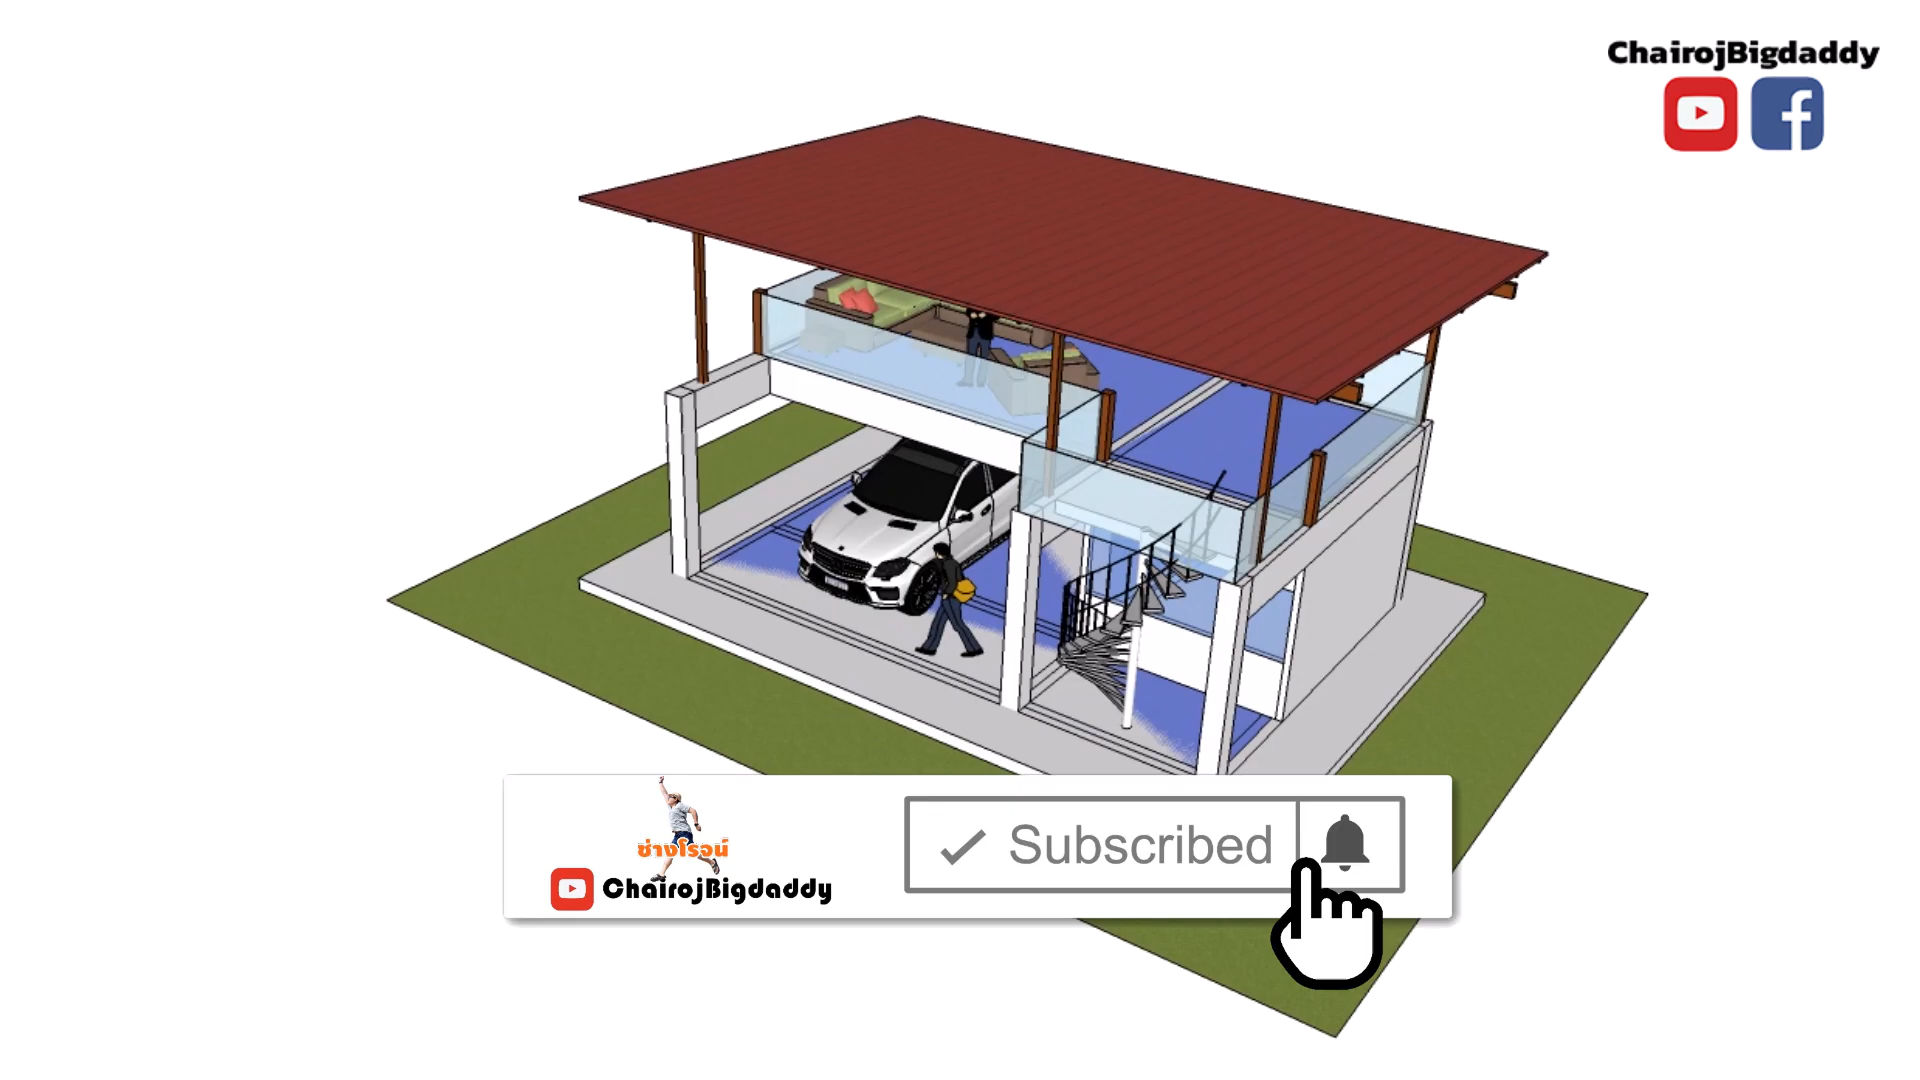 ChairojBigdaddy
ช่างโรจน์
ChairojBigdaddy
Subscribed